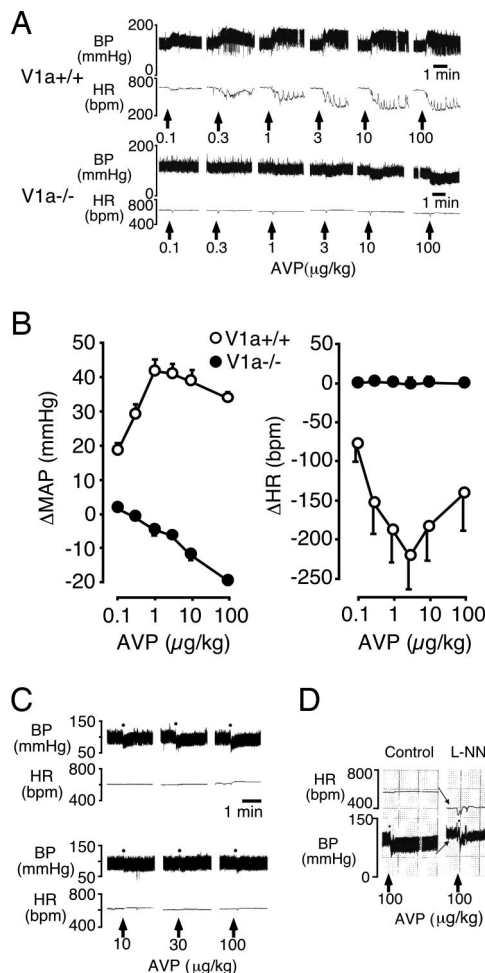 A
BP
(mmHg)
200
0
1 min
V1a+/+
HR
(bpm)
800
200
0.1 0.3 1 3 10 100
BP
(mmHg)
200
0
V1a-/-
1 min
HR
(bpm)
600
400
0.1 0.3 1 3 10 100
AVP(μg/kg)
B
V1a+/+
V1a-/-
ΔMAP (mmHg)
50
40
30
20
10
0
-10
-20
0.1 1 10 100
AVP (μg/kg)
ΔHR (bpm)
50
0
-50
-100
-150
-200
-250
0.1 1 10 100
AVP (μg/kg)
C
BP
(mmHg)
150
50
HR
(bpm)
800
400
1 min
BP
(mmHg)
150
50
HR
(bpm)
800
400
10 30 100
AVP (μg/kg)
D
Control L-NN
HR
(bpm)
800
400
BP
(mmHg)
150
0
100 100
AVP (μg/kg)